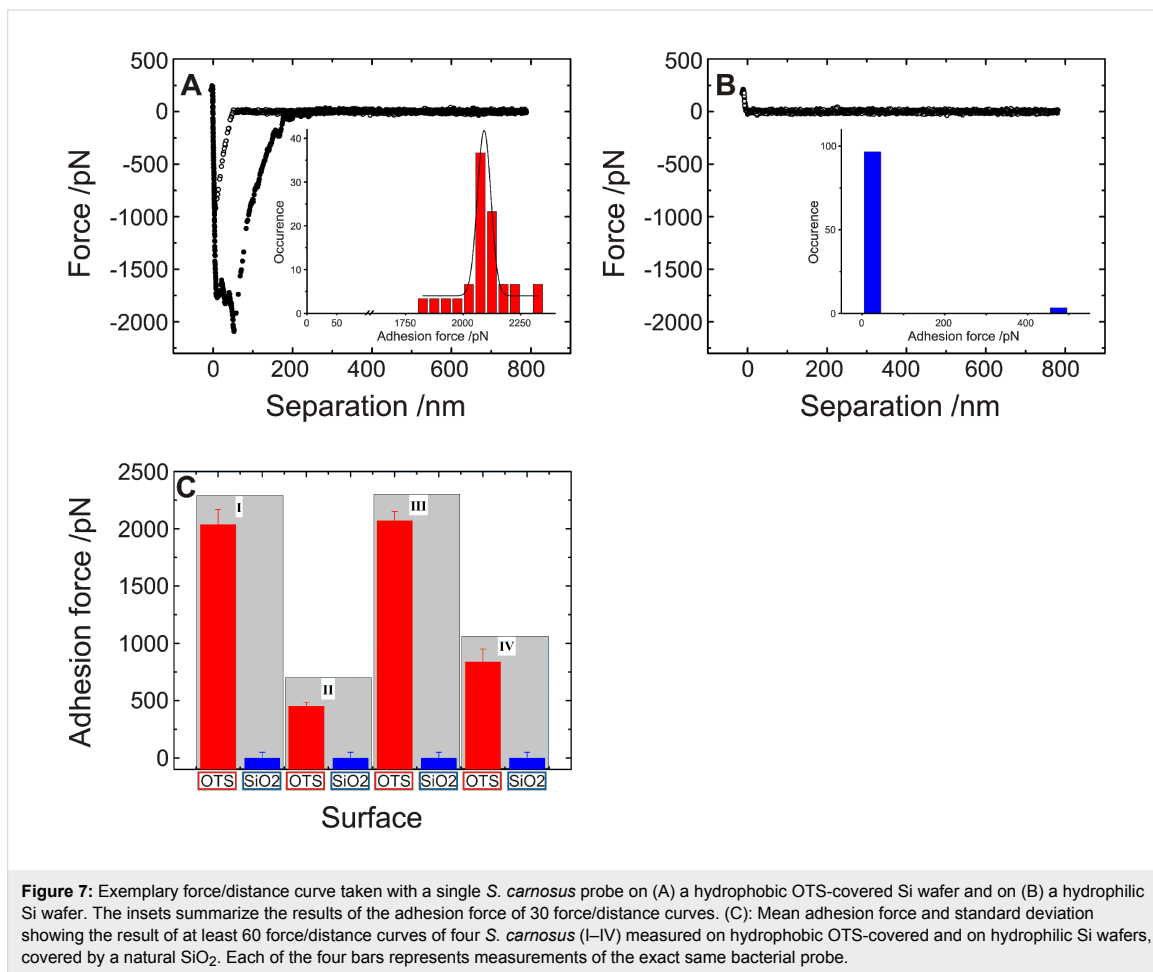 A
500
0
-500
-1000
-1500
-2000
Force /pN
0 200 400 600 800
Separation /nm
40
30
20
10
0
Occurence
0 50 1750 2000 2250
Adhesion force /pN
B
500
0
-500
-1000
-1500
-2000
Force /pN
0 200 400 600 800
Separation /nm
100
50
0
Occurence
0 200 400
Adhesion force /pN
C
2500
2000
1500
1000
500
0
Adhesion force /pN
I
II
III
IV
OTS SiO2 OTS SiO2 OTS SiO2 OTS SiO2
Surface
Figure 7: Exemplary force/distance curve taken with a single S. carnosus probe on (A) a hydrophobic OTS-covered Si wafer and on (B) a hydrophilic
Si wafer. The insets summarize the results of the adhesion force of 30 force/distance curves. (C): Mean adhesion force and standard deviation
showing the result of at least 60 force/distance curves of four S. carnosus (I–IV) measured on hydrophobic OTS-covered and on hydrophilic Si wafers,
covered by a natural SiO₂. Each of the four bars represents measurements of the exact same bacterial probe.